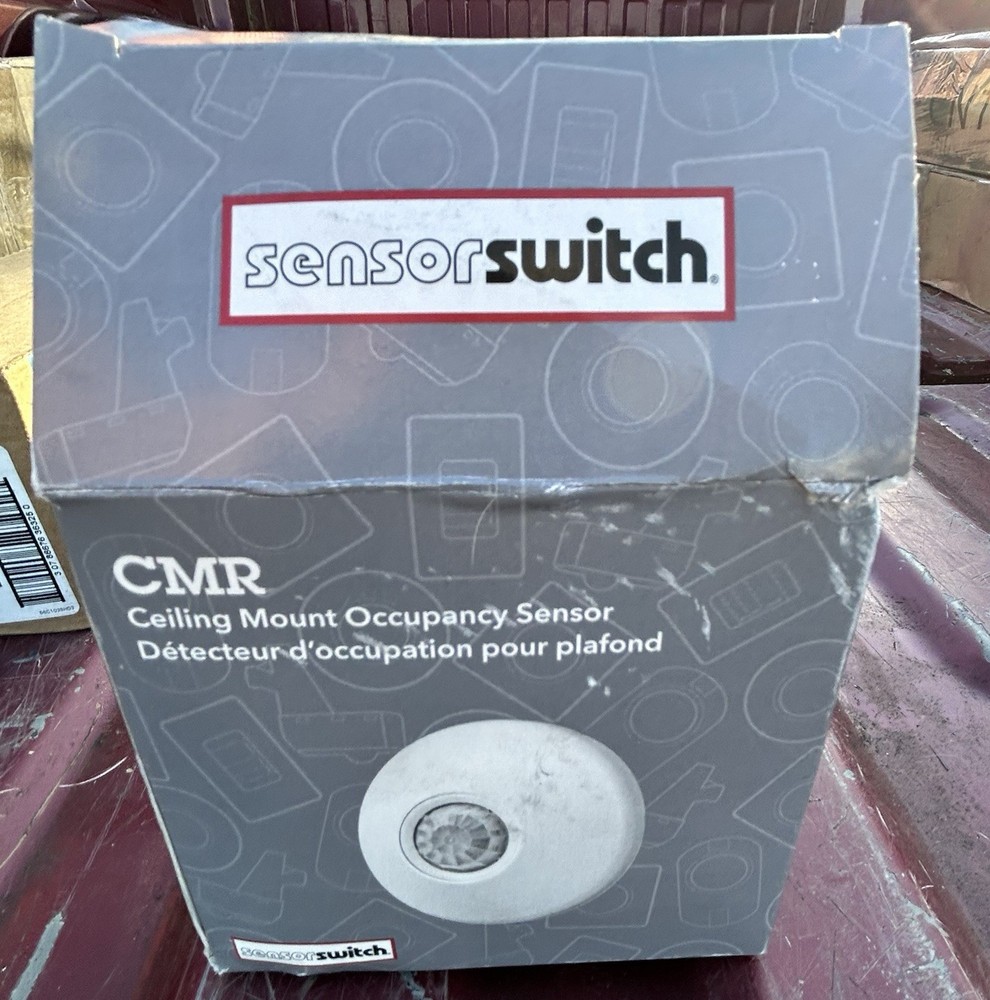 sensorswitch®
CMR
Ceiling Mount Occupancy Sensor
Détecteur d'occupation pour plafond
sensorswitch